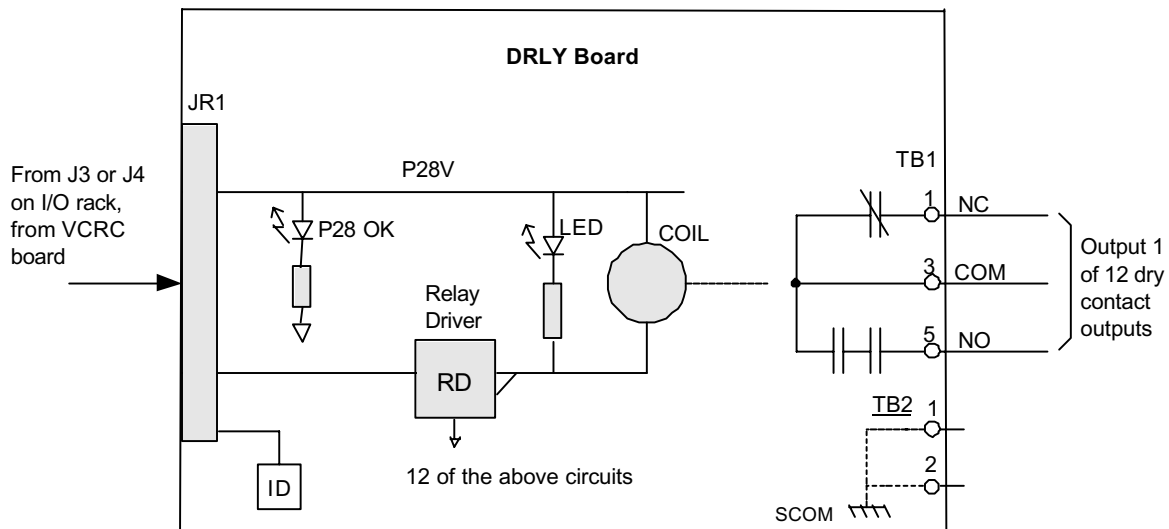 DRLY Board
JR1
From J3 or J4
on I/O rack,
from VCRC
board
P28V
P28 OK
LED
COIL
Relay
Driver
RD
12 of the above circuits
ID
TB1
1
NC
3
COM
5
NO
Output 1
of 12 dry
contact
outputs
TB2
1
2
SCOM